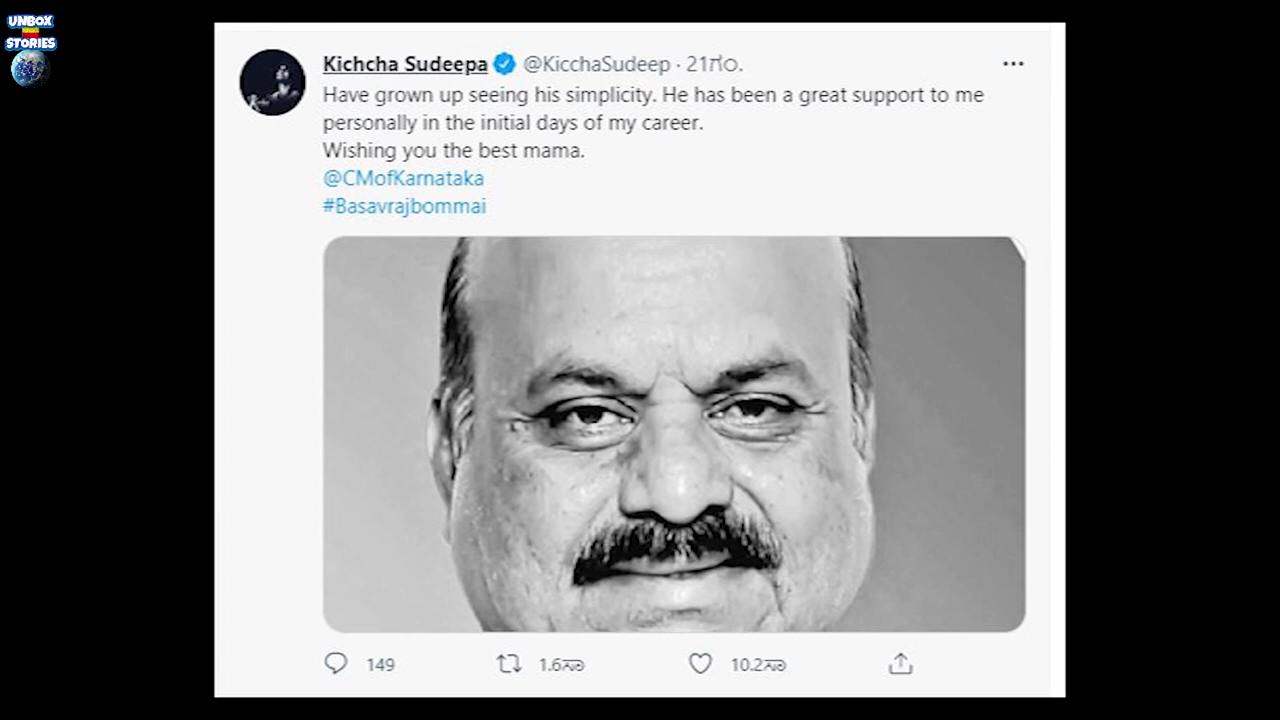 UNBOX
STORIES
Kichcha Sudeepa @KicchaSudeep · 21ಗಂ.
Have grown up seeing his simplicity. He has been a great support to me
personally in the initial days of my career.
Wishing you the best mama.
@CMofKarnataka
#Basavrajbommai
149 1.6ಸಾ 10.2ಸಾ